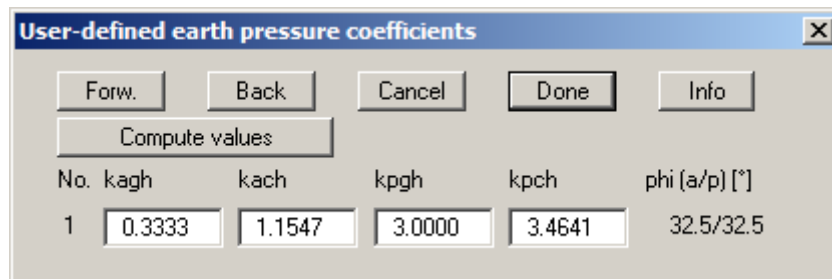 User-defined earth pressure coefficients
Forw. Back Cancel Done Info
Compute values
No. kagh kach kpgh kpch phi (a/p) [°]
1 0.3333 1.1547 3.0000 3.4641 32.5/32.5